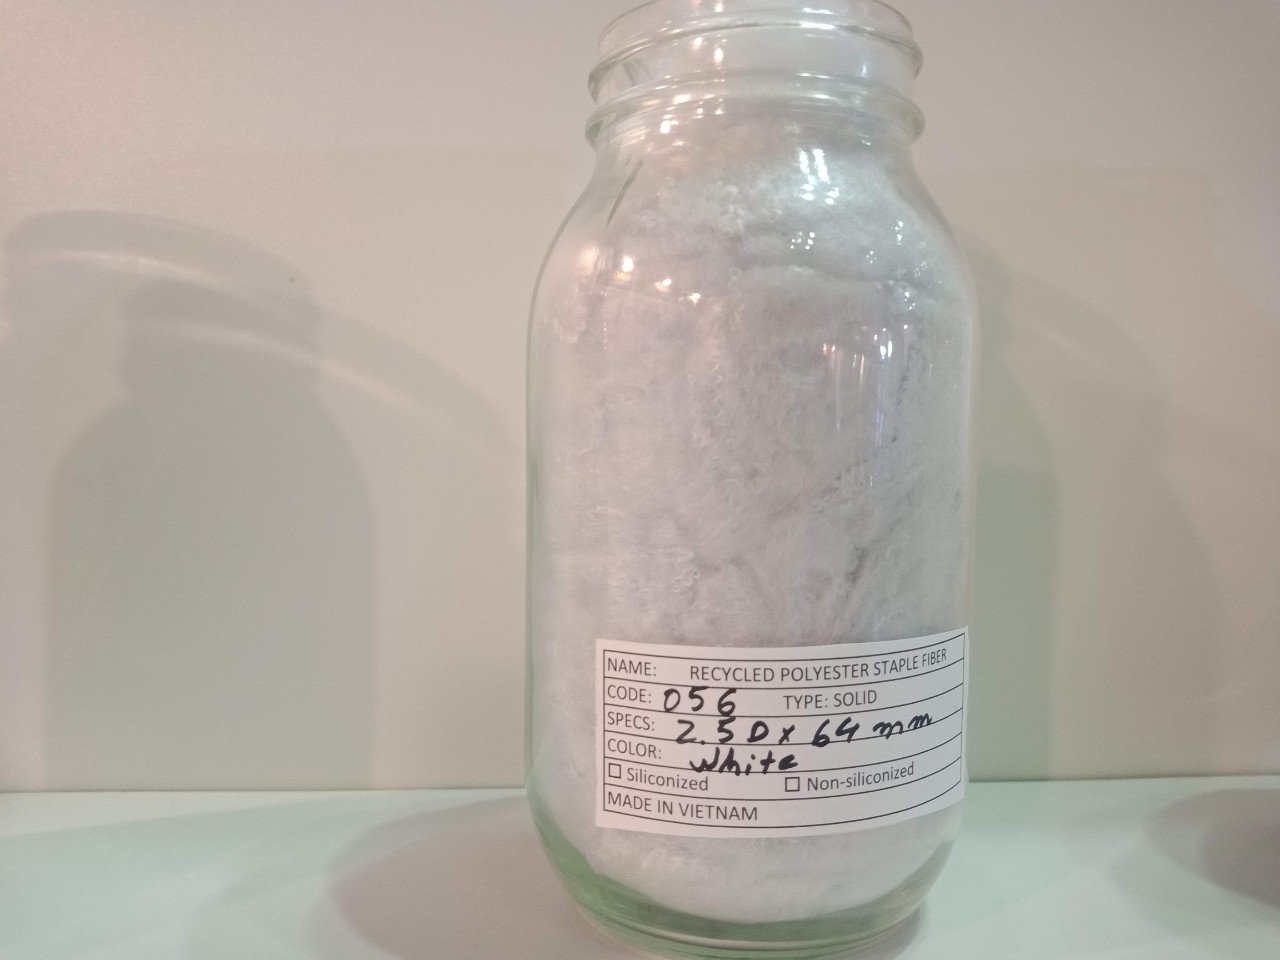 NAME: RECYCLED POLYESTER STAPLE FIBER
CODE: 056 TYPE: SOLID
SPECS: 2.5D x 64 mm
COLOR: White
☐ Siliconized ☐ Non-siliconized
MADE IN VIETNAM